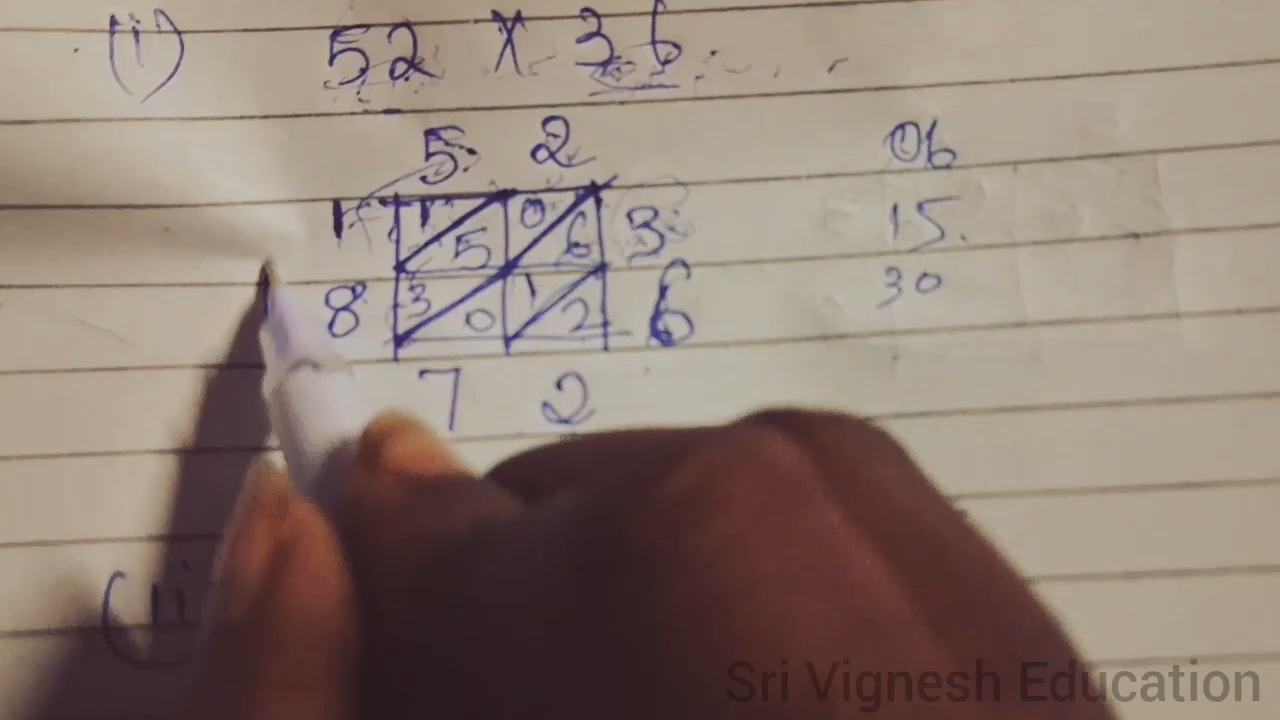 (i) 52 X 36.
5 2 06
1 1 5 0 6 3 15.
8 3 0 1 2 6 30
7 2
(ii
Sri Vignesh Education